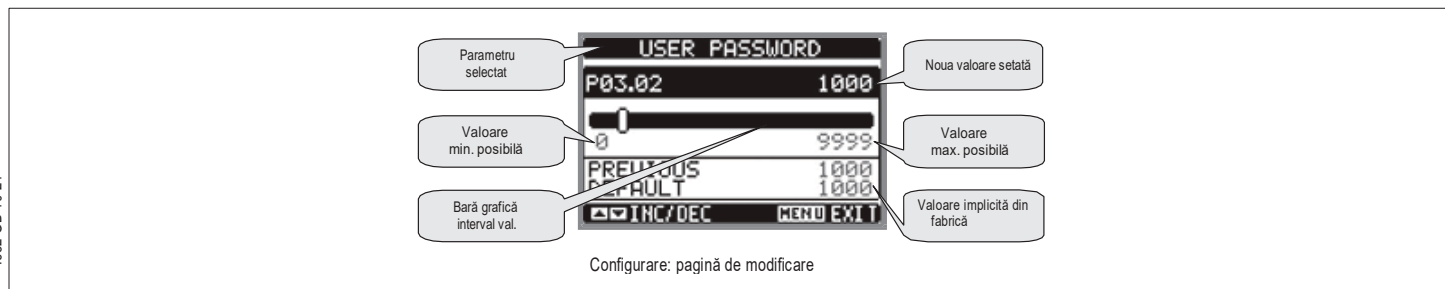 Parametru
selectat
Valoare
min. posibilă
Bară grafică
interval val.
USER PASSWORD
P03.02 1000
0 9999
PREVIOUS 1000
DEFAULT 1000
INC/DEC MENU EXIT
Noua valoare setată
Valoare
max. posibilă
Valoare implicită din
fabrică
Configurare: pagină de modificare